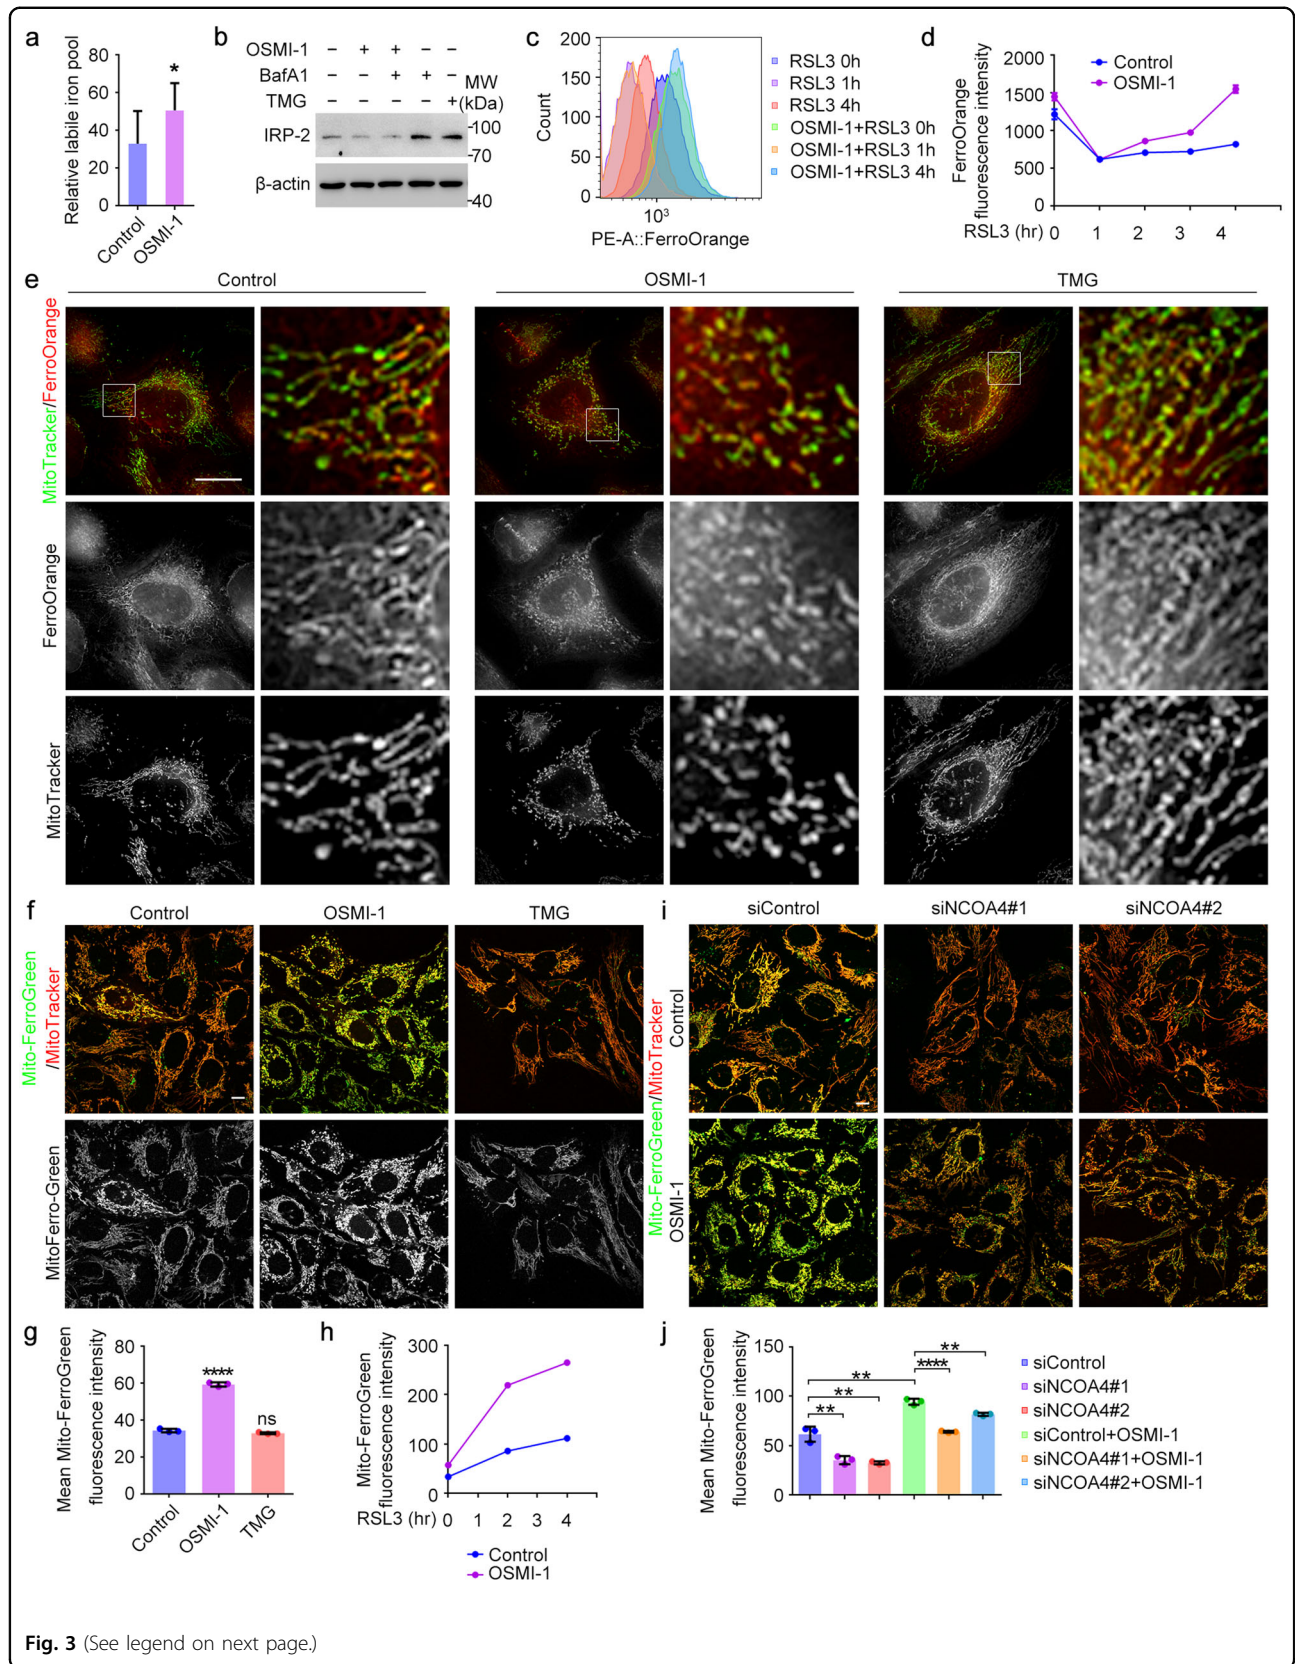 a
Relative labile iron pool
80
60
40
20
0
*
Control
OSMI-1
b
OSMI-1 − + + − −
BafA1 − − + + −
TMG − − − − +
MW
(kDa)
IRP-2
-100
-70
β-actin
-40
c
Count
200
150
100
50
0
10³
PE-A::FerroOrange
RSL3 0h
RSL3 1h
RSL3 4h
OSMI-1+RSL3 0h
OSMI-1+RSL3 1h
OSMI-1+RSL3 4h
d
FerroOrange
fluorescence intensity
2000
1500
1000
500
0
Control
OSMI-1
RSL3 (hr) 0 1 2 3 4
e
Control
OSMI-1
TMG
MitoTracker/FerroOrange
FerroOrange
MitoTracker
f
Control
OSMI-1
TMG
Mito-FerroGreen
/MitoTracker
MitoFerro-Green
i
siControl
siNCOA4#1
siNCOA4#2
Mito-FerroGreen/MitoTracker
Control
OSMI-1
g
Mean Mito-FerroGreen
fluorescence intensity
80
60
40
20
0
****
ns
Control
OSMI-1
TMG
h
Mito-FerroGreen
fluorescence intensity
300
200
100
0
RSL3 (hr) 0 1 2 3 4
Control
OSMI-1
j
Mean Mito-FerroGreen
fluorescence intensity
150
100
50
0
**
**
**
****
**
siControl
siNCOA4#1
siNCOA4#2
siControl+OSMI-1
siNCOA4#1+OSMI-1
siNCOA4#2+OSMI-1
Fig. 3 (See legend on next page.)